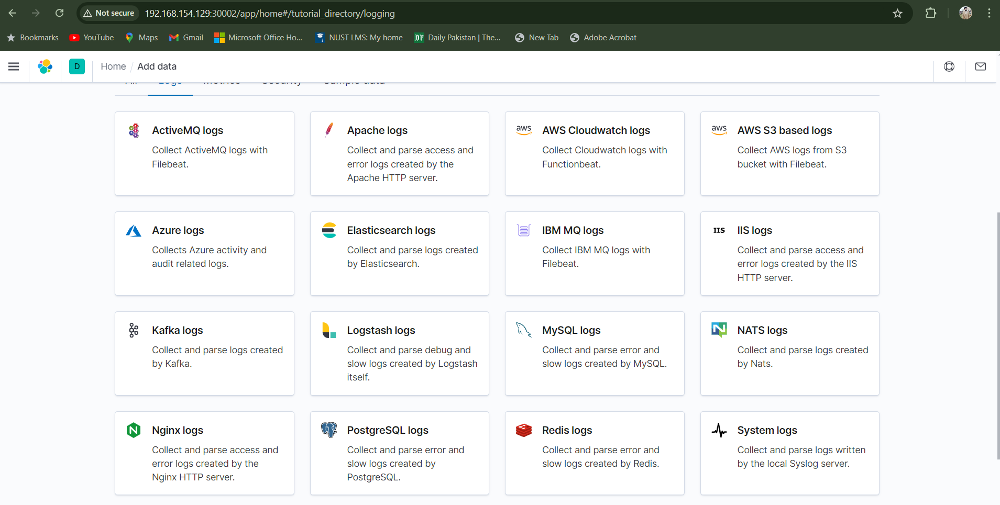 Not secure 192.168.154.129:30002/app/home#/tutorial_directory/logging
Bookmarks YouTube Maps Gmail Microsoft Office Ho... NUST LMS: My home DP Daily Pakistan | The... New Tab Adobe Acrobat
D Home / Add data
All Logs Metrics Security Sample data
ActiveMQ logs
Collect ActiveMQ logs with
Filebeat.
Apache logs
Collect and parse access and
error logs created by the
Apache HTTP server.
aws AWS Cloudwatch logs
Collect Cloudwatch logs with
Functionbeat.
aws AWS S3 based logs
Collect AWS logs from S3
bucket with Filebeat.
Azure logs
Collects Azure activity and
audit related logs.
Elasticsearch logs
Collect and parse logs created
by Elasticsearch.
IBM MQ logs
Collect IBM MQ logs with
Filebeat.
IIS IIS logs
Collect and parse access and
error logs created by the IIS
HTTP server.
Kafka logs
Collect and parse logs created
by Kafka.
Logstash logs
Collect and parse debug and
slow logs created by Logstash
itself.
MySQL logs
Collect and parse error and
slow logs created by MySQL.
N NATS logs
Collect and parse logs created
by Nats.
N Nginx logs
Collect and parse access and
error logs created by the
Nginx HTTP server.
PostgreSQL logs
Collect and parse error and
slow logs created by
PostgreSQL.
Redis logs
Collect and parse error and
slow logs created by Redis.
System logs
Collect and parse logs written
by the local Syslog server.